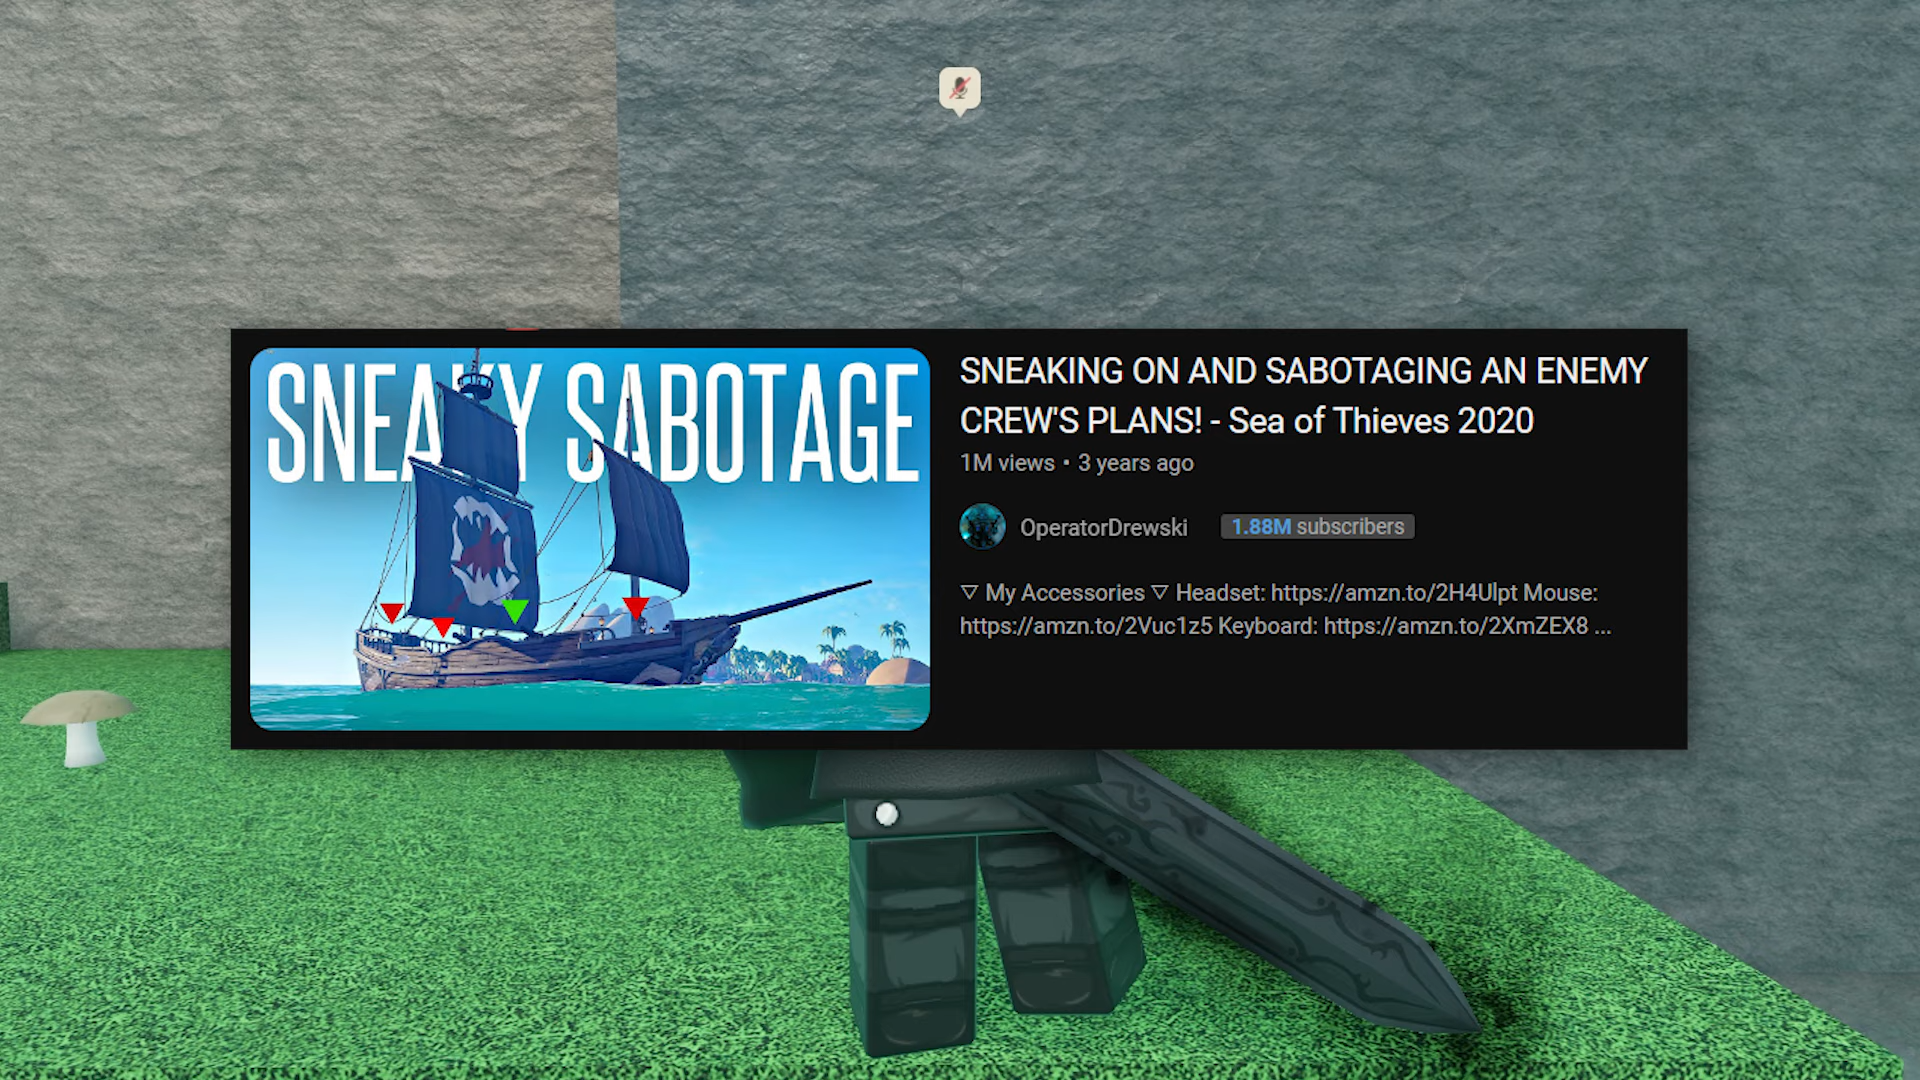 SNEAKY SABOTAGE
SNEAKING ON AND SABOTAGING AN ENEMY
CREW'S PLANS! - Sea of Thieves 2020
1M views • 3 years ago
OperatorDrewski 1.88M subscribers
▽ My Accessories ▽ Headset: https://amzn.to/2H4Ulpt Mouse:
https://amzn.to/2Vuc1z5 Keyboard: https://amzn.to/2XmZEX8 ...